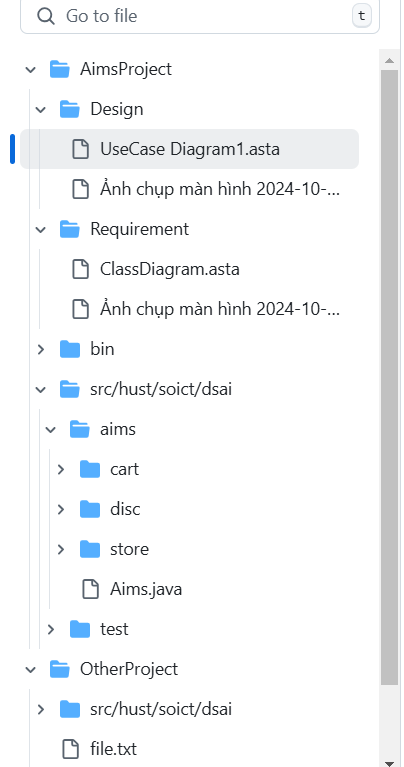 Go to file t
AimsProject
Design
UseCase Diagram1.asta
Ảnh chụp màn hình 2024-10-...
Requirement
ClassDiagram.asta
Ảnh chụp màn hình 2024-10-...
bin
src/hust/soict/dsai
aims
cart
disc
store
Aims.java
test
OtherProject
src/hust/soict/dsai
file.txt